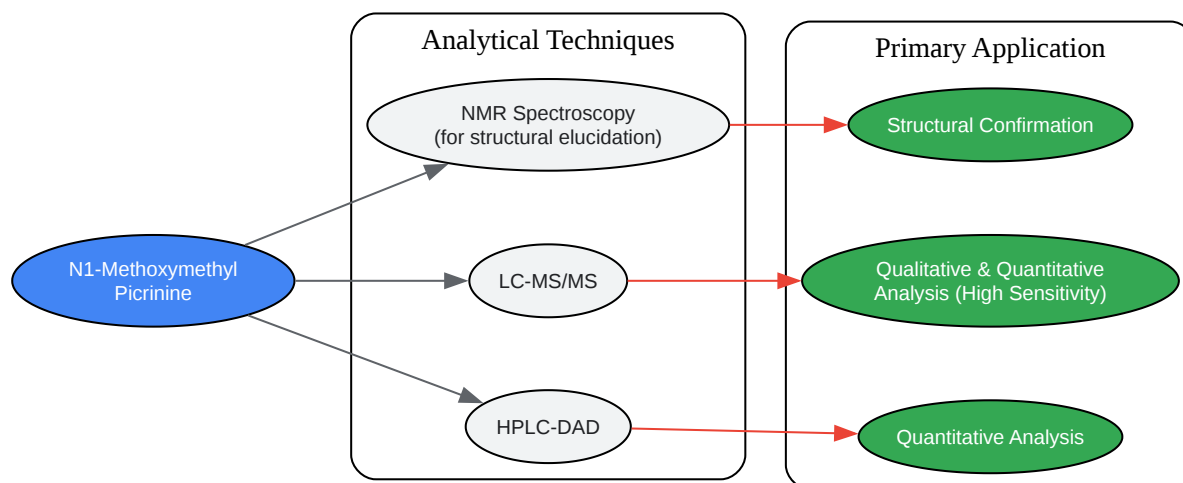 Analytical Techniques
Primary Application
NMR Spectroscopy
(for structural elucidation)
Structural Confirmation
N1-Methoxymethyl
Picrinine
LC-MS/MS
Qualitative & Quantitative
Analysis (High Sensitivity)
HPLC-DAD
Quantitative Analysis